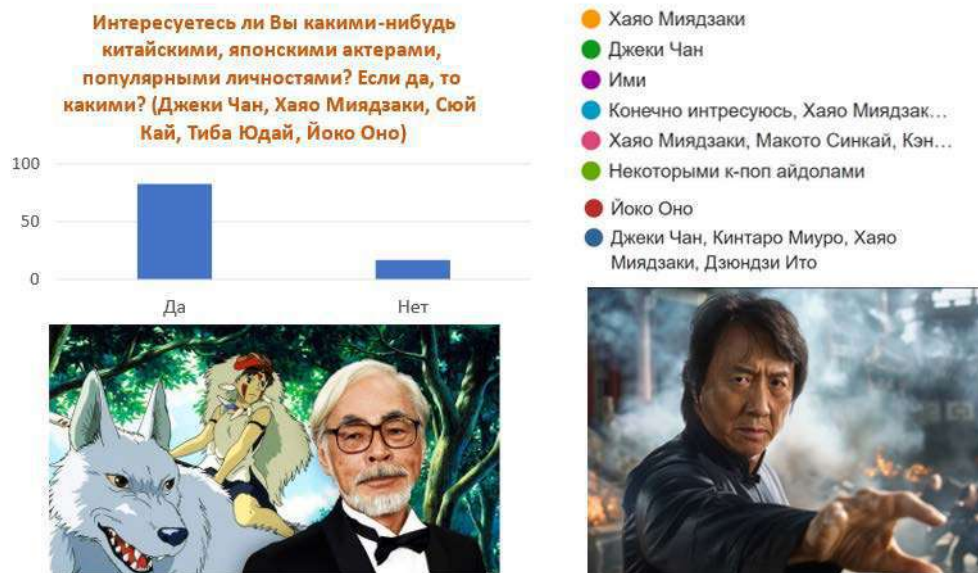 Интересуетесь ли Вы какими-нибудь
китайскими, японскими актерами,
популярными личностями? Если да, то
какими? (Джеки Чан, Хаяо Миядзаки, Сюй
Кай, Тиба Юдай, Йоко Оно)
100
50
0
Да
Нет
Хаяо Миядзаки
Джеки Чан
Ими
Конечно интресуюсь, Хаяо Миядзак...
Хаяо Миядзаки, Макото Синкай, Кэн...
Некоторыми к-поп айдолами
Йоко Оно
Джеки Чан, Кинтаро Миуро, Хаяо
Миядзаки, Дзюндзи Ито